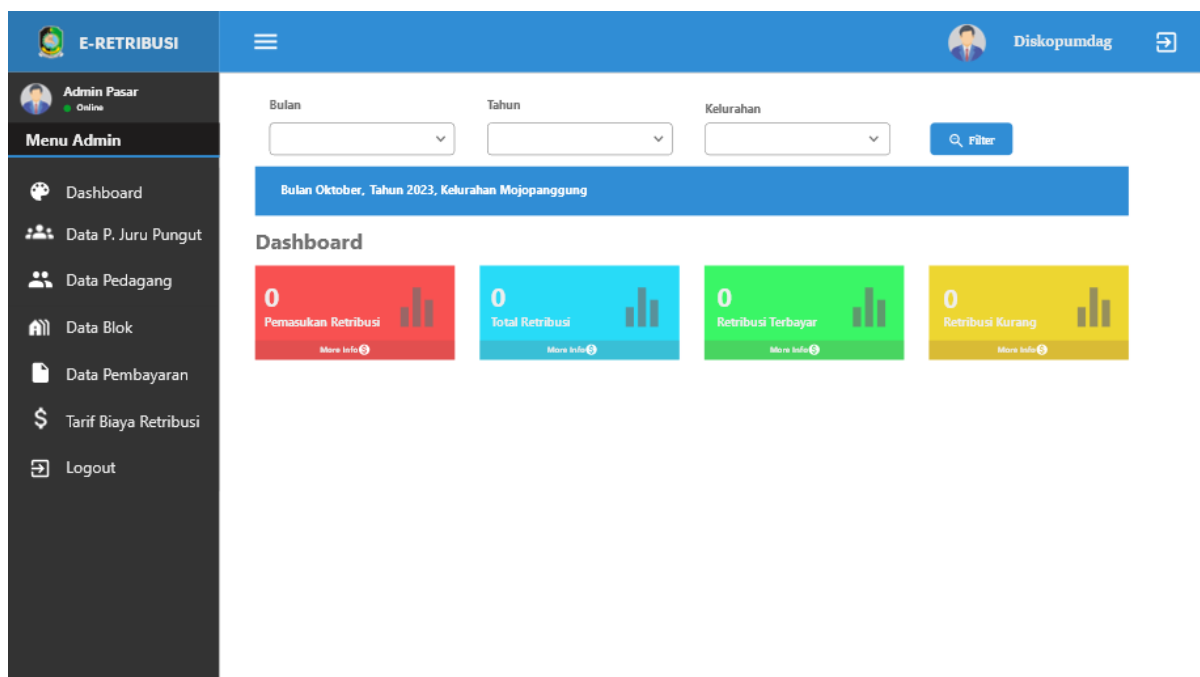 E-RETRIBUSI
Diskopumdag
Admin Pasar
Online
Menu Admin
Dashboard
Data P. Juru Pungut
Data Pedagang
Data Blok
Data Pembayaran
Tarif Biaya Retribusi
Logout
Bulan
Tahun
Kelurahan
Filter
Bulan Oktober, Tahun 2023, Kelurahan Mojopanggung
Dashboard
0
Pemasukan Retribusi
More Info
0
Total Retribusi
More Info
0
Retribusi Terbayar
More Info
0
Retribusi Kurang
More Info